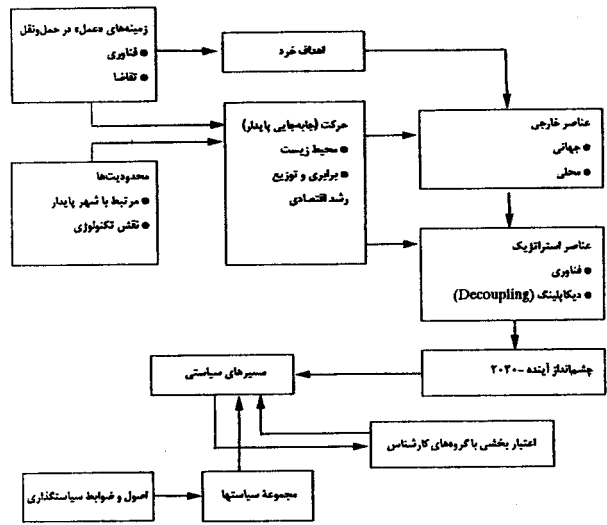 زمینه‌های «عمل» در حمل‌ونقل
● فناوری
● تقاضا
اهداف خرد
حرکت (جابه‌جایی پایدار)
● محیط زیست
● برابری و توزیع
رشد اقتصادی
عناصر خارجی
● جهانی
● محلی
محدودیت‌ها
● مرتبط با شهر پایدار
● نقش تکنولوژی
عناصر استراتژیک
● فناوری
● دیکاپلینگ (Decoupling)
چشم‌انداز آینده -۲۰۳۰
مسیرهای سیاستی
اعتبار بخشی با گروه‌های کارشناس
مجموعهٔ سیاستها
اصول و ضوابط سیاستگذاری